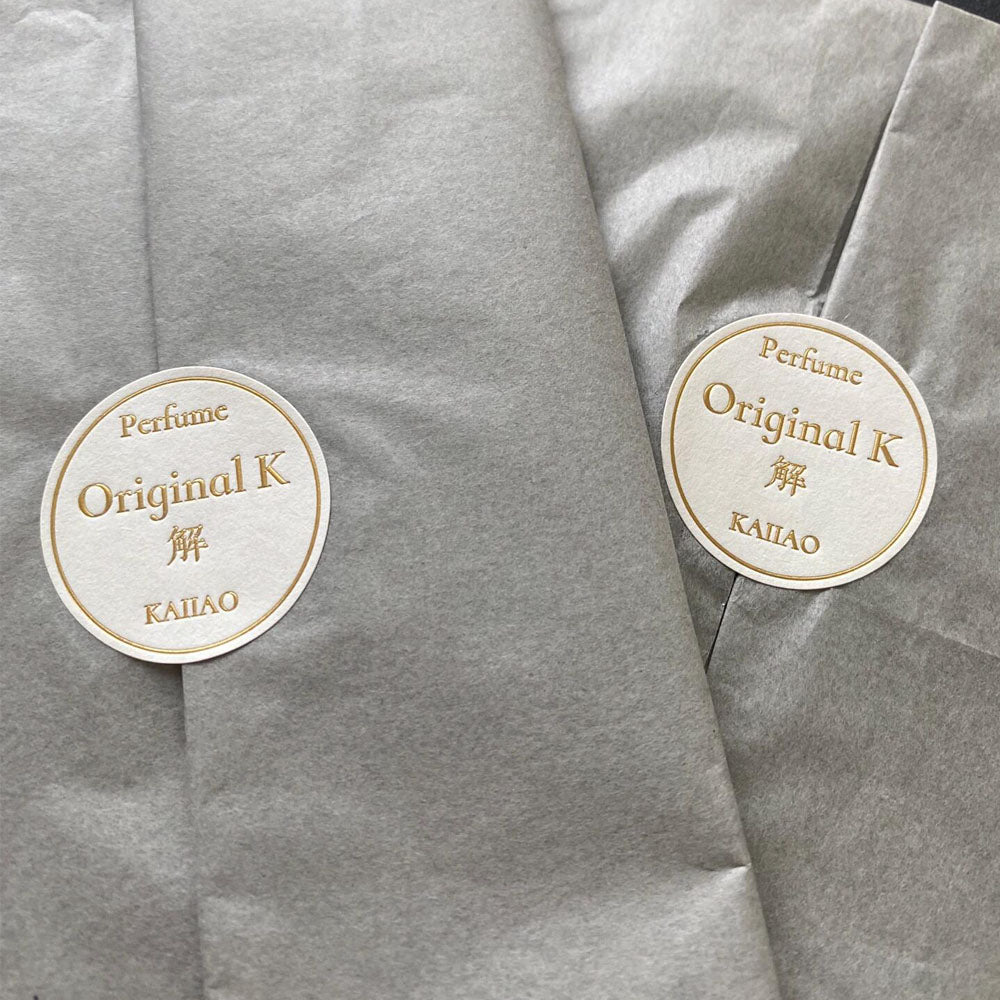 Perfume
Original K
解
KAIIAO
Perfume
Original K
解
KAIIAO